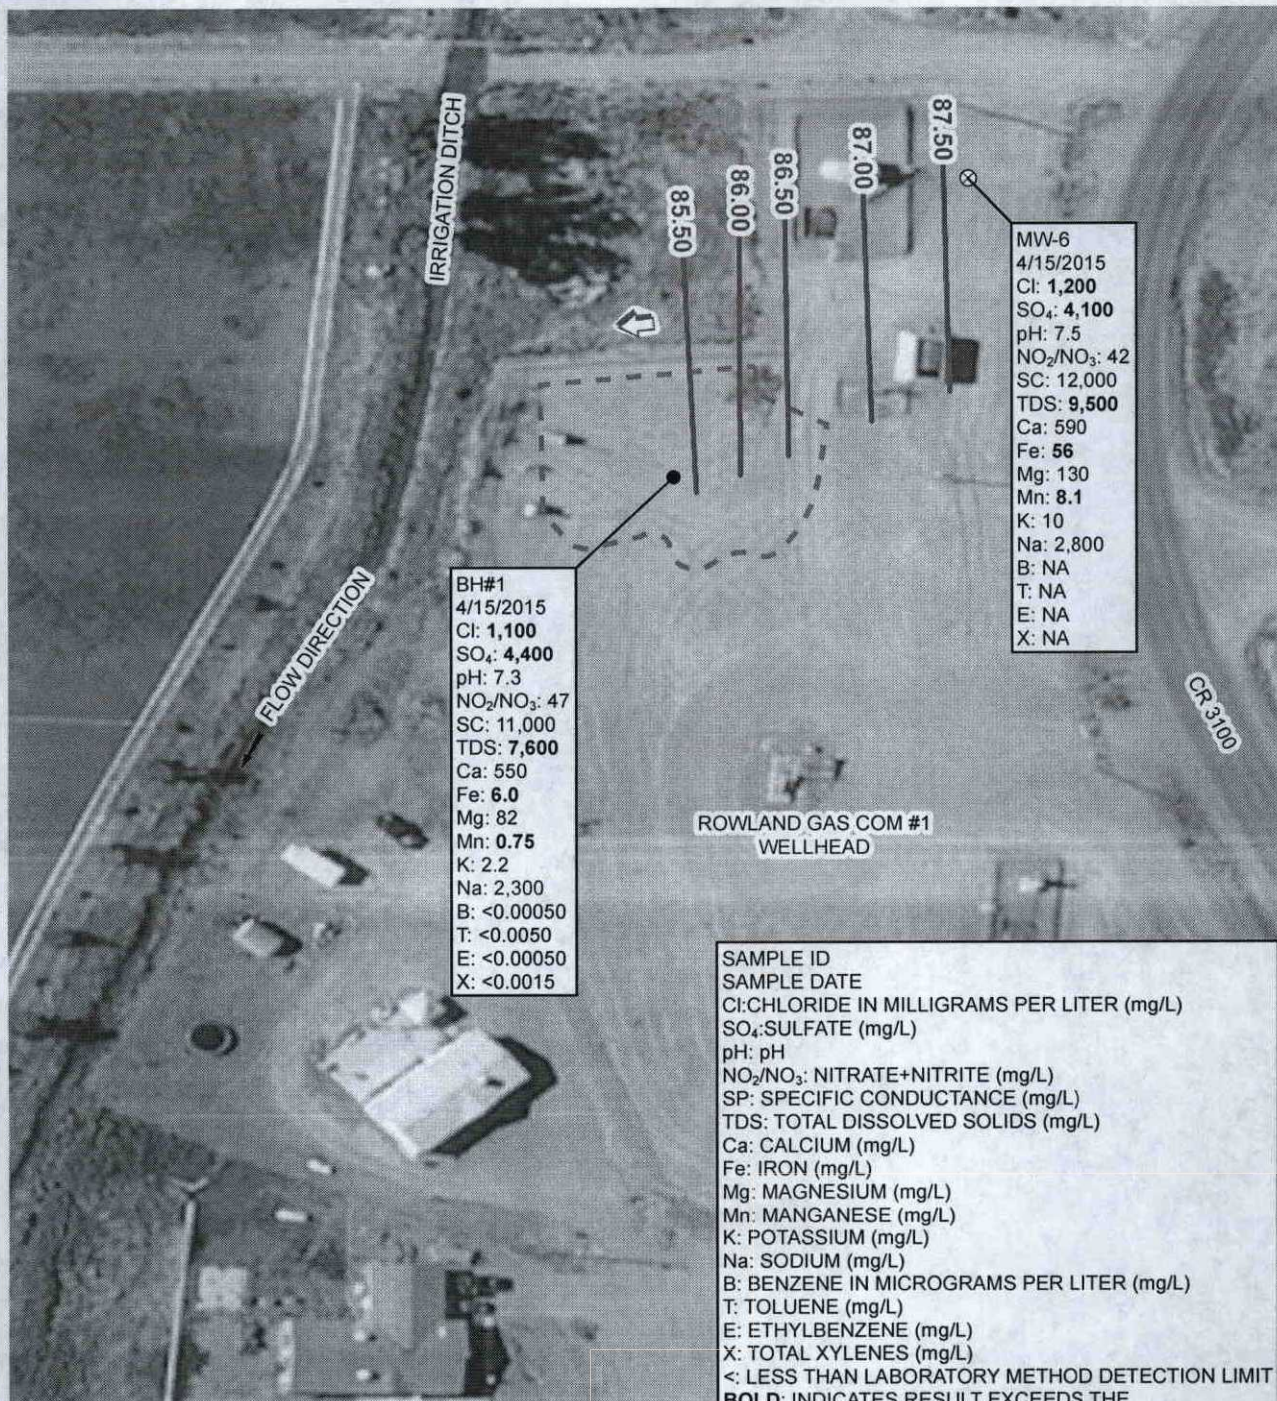 IRRIGATION DITCH
85.50
86.00
86.50
87.00
87.50
MW-6
4/15/2015
Cl: 1,200
SO₄: 4,100
pH: 7.5
NO₂/NO₃: 42
SC: 12,000
TDS: 9,500
Ca: 590
Fe: 56
Mg: 130
Mn: 8.1
K: 10
Na: 2,800
B: NA
T: NA
E: NA
X: NA
BH#1
4/15/2015
Cl: 1,100
SO₄: 4,400
pH: 7.3
NO₂/NO₃: 47
SC: 11,000
TDS: 7,600
Ca: 550
Fe: 6.0
Mg: 82
Mn: 0.75
K: 2.2
Na: 2,300
B: <0.00050
T: <0.0050
E: <0.00050
X: <0.0015
FLOW DIRECTION
CR 3100
ROWLAND GAS COM #1
WELLHEAD
SAMPLE ID
SAMPLE DATE
Cl:CHLORIDE IN MILLIGRAMS PER LITER (mg/L)
SO₄:SULFATE (mg/L)
pH: pH
NO₂/NO₃: NITRATE+NITRITE (mg/L)
SP: SPECIFIC CONDUCTANCE (mg/L)
TDS: TOTAL DISSOLVED SOLIDS (mg/L)
Ca: CALCIUM (mg/L)
Fe: IRON (mg/L)
Mg: MAGNESIUM (mg/L)
Mn: MANGANESE (mg/L)
K: POTASSIUM (mg/L)
Na: SODIUM (mg/L)
B: BENZENE IN MICROGRAMS PER LITER (mg/L)
T: TOLUENE (mg/L)
E: ETHYLBENZENE (mg/L)
X: TOTAL XYLENES (mg/L)
<: LESS THAN LABORATORY METHOD DETECTION LIMIT
BOLD: INDICATES RESULT EXCEEDS THE